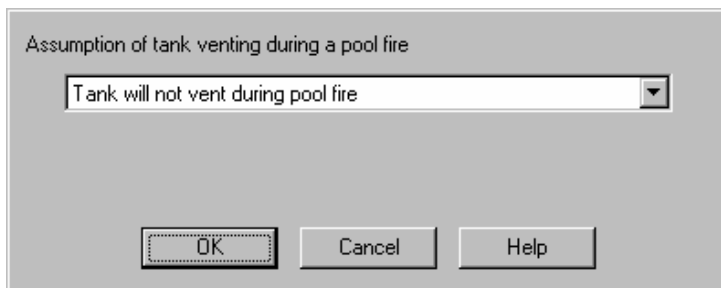 Assumption of tank venting during a pool fire
Tank will not vent during pool fire
OK Cancel Help